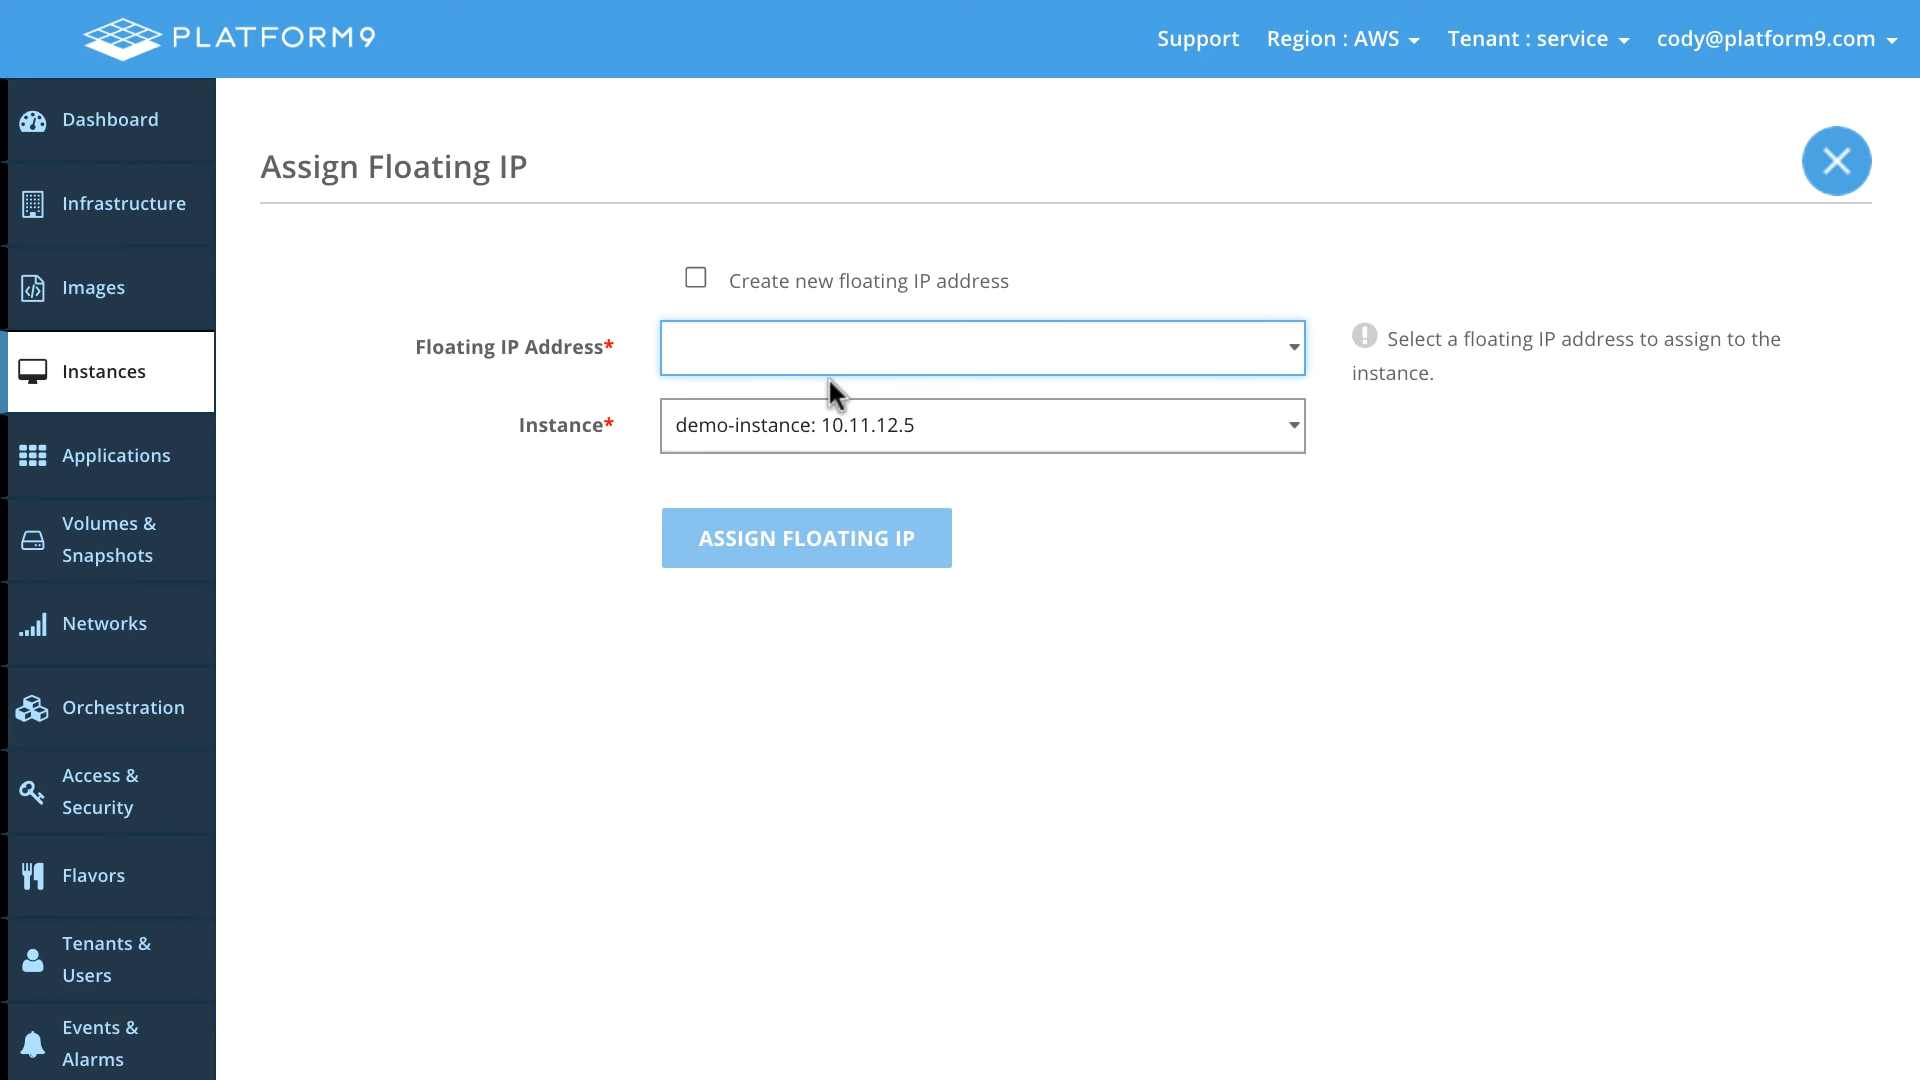 PLATFORM9
Support
Region : AWS
Tenant : service
cody@platform9.com
Dashboard
Infrastructure
Images
Instances
Applications
Volumes &
Snapshots
Networks
Orchestration
Access &
Security
Flavors
Tenants &
Users
Events &
Alarms
Assign Floating IP
Create new floating IP address
Floating IP Address*
Select a floating IP address to assign to the
instance.
Instance*
demo-instance: 10.11.12.5
ASSIGN FLOATING IP